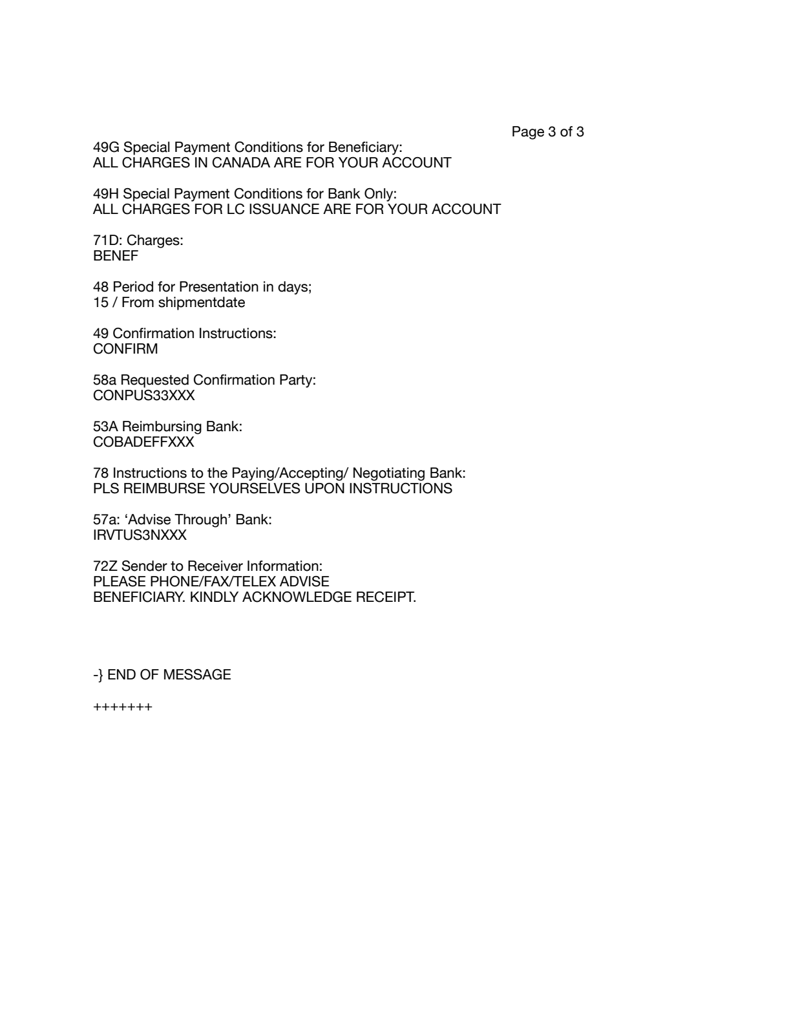 Page 3 of 3
49G Special Payment Conditions for Beneficiary:
ALL CHARGES IN CANADA ARE FOR YOUR ACCOUNT
49H Special Payment Conditions for Bank Only:
ALL CHARGES FOR LC ISSUANCE ARE FOR YOUR ACCOUNT
71D: Charges:
BENEF
48 Period for Presentation in days;
15 / From shipmentdate
49 Confirmation Instructions:
CONFIRM
58a Requested Confirmation Party:
CONPUS33XXX
53A Reimbursing Bank:
COBADEFFXXX
78 Instructions to the Paying/Accepting/ Negotiating Bank:
PLS REIMBURSE YOURSELVES UPON INSTRUCTIONS
57a: ‘Advise Through’ Bank:
IRVTUS3NXXX
72Z Sender to Receiver Information:
PLEASE PHONE/FAX/TELEX ADVISE
BENEFICIARY. KINDLY ACKNOWLEDGE RECEIPT.
-} END OF MESSAGE
+++++++